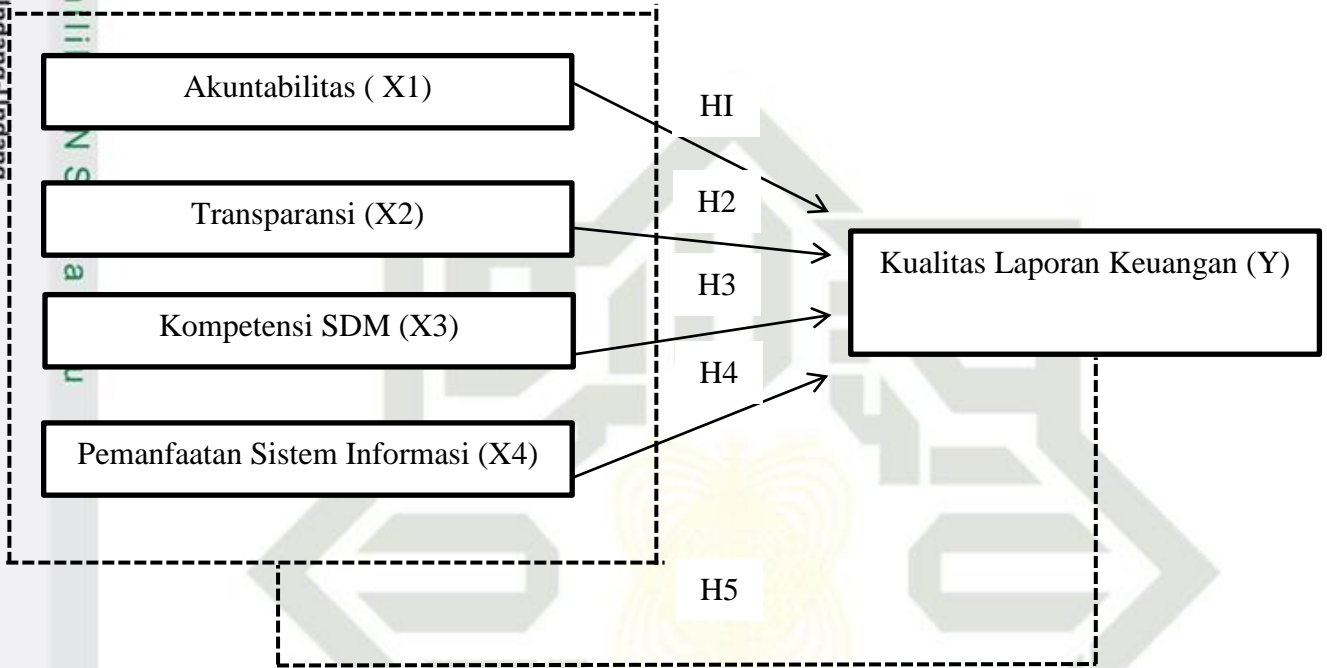 Akuntabilitas ( X1)
HI
Transparansi (X2)
H2
Kualitas Laporan Keuangan (Y)
H3
Kompetensi SDM (X3)
H4
Pemanfaatan Sistem Informasi (X4)
H5